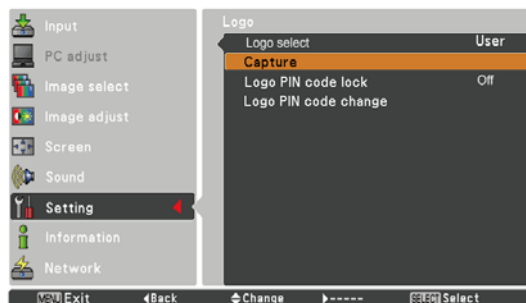 Input
PC adjust
Image select
Image adjust
Screen
Sound
Setting
Information
Network
Logo
Logo select User
Capture
Logo PIN code lock Off
Logo PIN code change
MENU Exit Back Change ----- SELECT Select